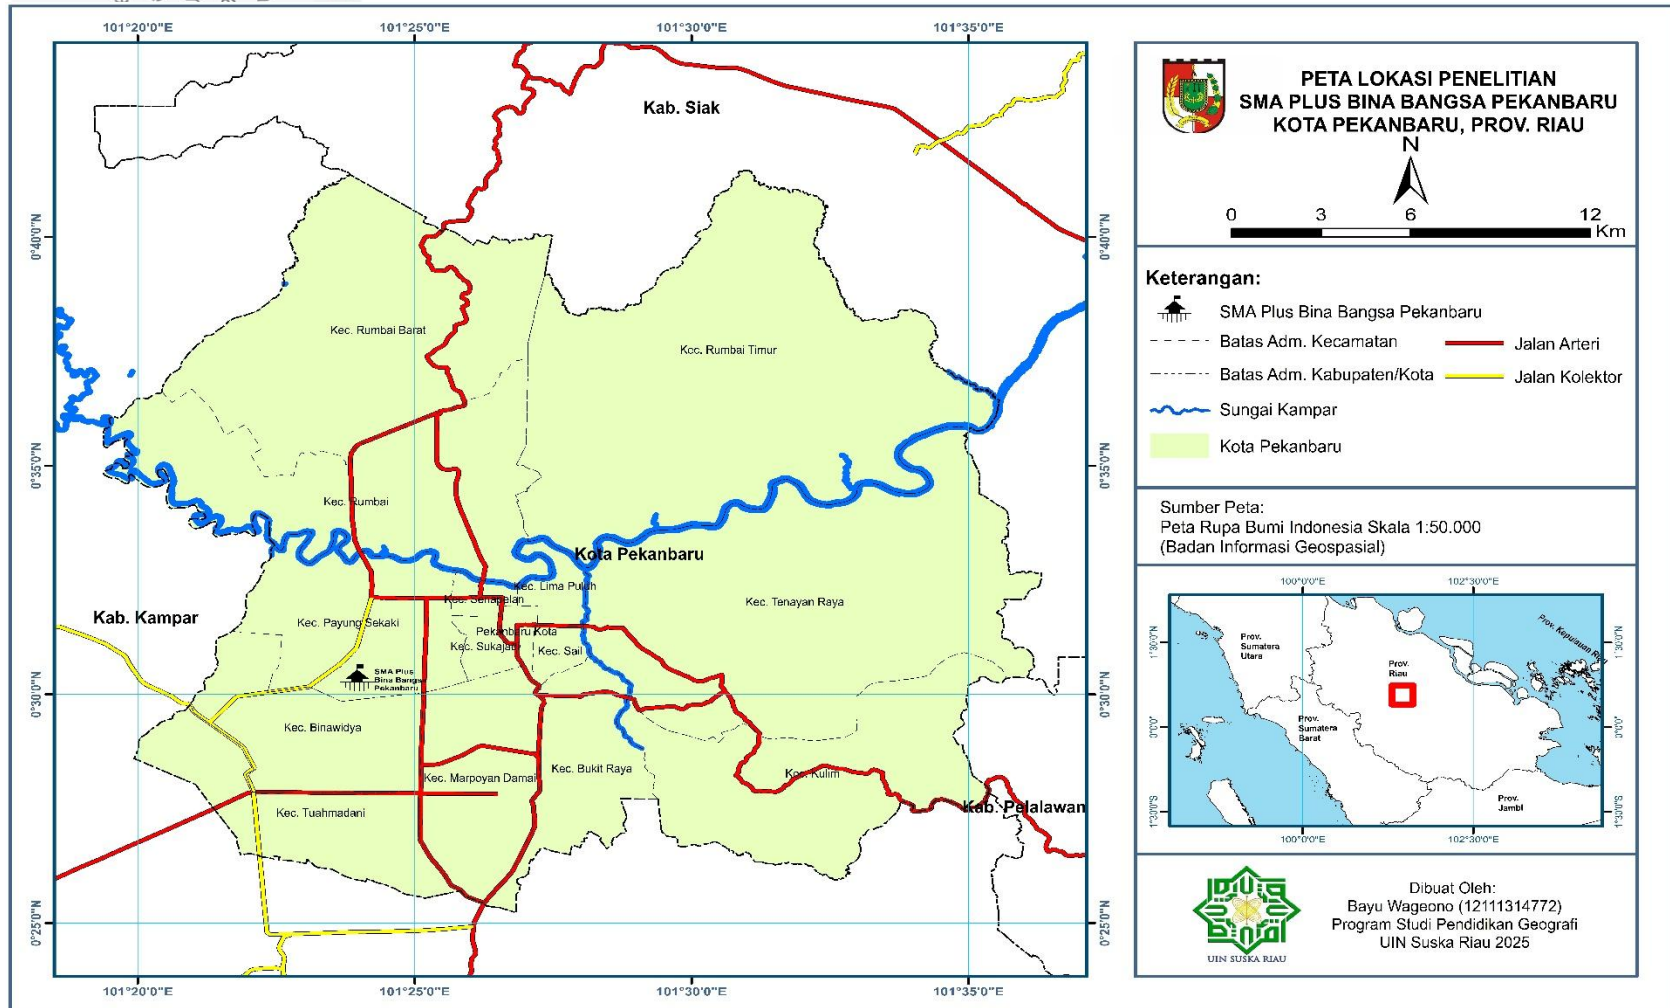 101°20'0"E
101°25'0"E
101°30'0"E
101°35'0"E
0°40'0"N
0°35'0"N
0°30'0"N
0°25'0"N
Kab. Siak
Kec. Rumbai Barat
Kec. Rumbai Timur
Kec. Rumbai
Kota Pekanbaru
Kec. Lima Puluh
Kec. Senapelan
Kec. Tenayan Raya
Kab. Kampar
Kec. Payung Sekaki
Pekanbaru Kota
Kec. Sukajadi
Kec. Sail
SMA Plus
Bina Bangsa
Pekanbaru
Kec. Binawidya
Kec. Bukit Raya
Kec. Marpoyan Damai
Kec. Kulim
Kab. Pelalawan
Kec. Tuahmadani
0°40'0"N
0°35'0"N
0°30'0"N
0°25'0"N
101°20'0"E
101°25'0"E
101°30'0"E
101°35'0"E
PETA LOKASI PENELITIAN
SMA PLUS BINA BANGSA PEKANBARU
KOTA PEKANBARU, PROV. RIAU
N
0 3 6 12
Km
Keterangan:
SMA Plus Bina Bangsa Pekanbaru
Batas Adm. Kecamatan
Jalan Arteri
Batas Adm. Kabupaten/Kota
Jalan Kolektor
Sungai Kampar
Kota Pekanbaru
Sumber Peta:
Peta Rupa Bumi Indonesia Skala 1:50.000
(Badan Informasi Geospasial)
100°0'0"E
102°30'0"E
1°30'0"N
0°0'0"
1°30'0"S
Prov.
Sumatera
Utara
Prov.
Riau
Prov. Kepulauan Riau
Prov.
Sumatera
Barat
Prov.
Jambi
1°30'0"N
0°0'0"
1°30'0"S
100°0'0"E
102°30'0"E
UIN SUSKA RIAU
Dibuat Oleh:
Bayu Wageono (12111314772)
Program Studi Pendidikan Geografi
UIN Suska Riau 2025